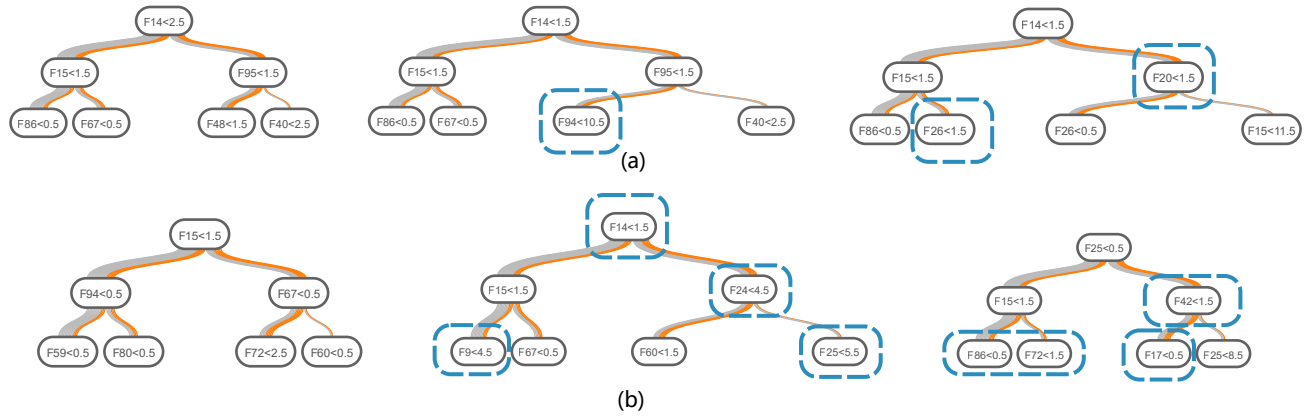 F14<2.5
F15<1.5
F95<1.5
F86<0.5
F67<0.5
F48<1.5
F40<2.5
F14<1.5
F15<1.5
F95<1.5
F86<0.5
F67<0.5
F94<10.5
F40<2.5
F14<1.5
F15<1.5
F20<1.5
F86<0.5
F26<1.5
F26<0.5
F15<11.5
(a)
F15<1.5
F94<0.5
F67<0.5
F59<0.5
F80<0.5
F72<2.5
F60<0.5
F14<1.5
F15<1.5
F24<4.5
F9<4.5
F67<0.5
F60<1.5
F25<5.5
F25<0.5
F15<1.5
F42<1.5
F86<0.5
F72<1.5
F17<0.5
F25<8.5
(b)